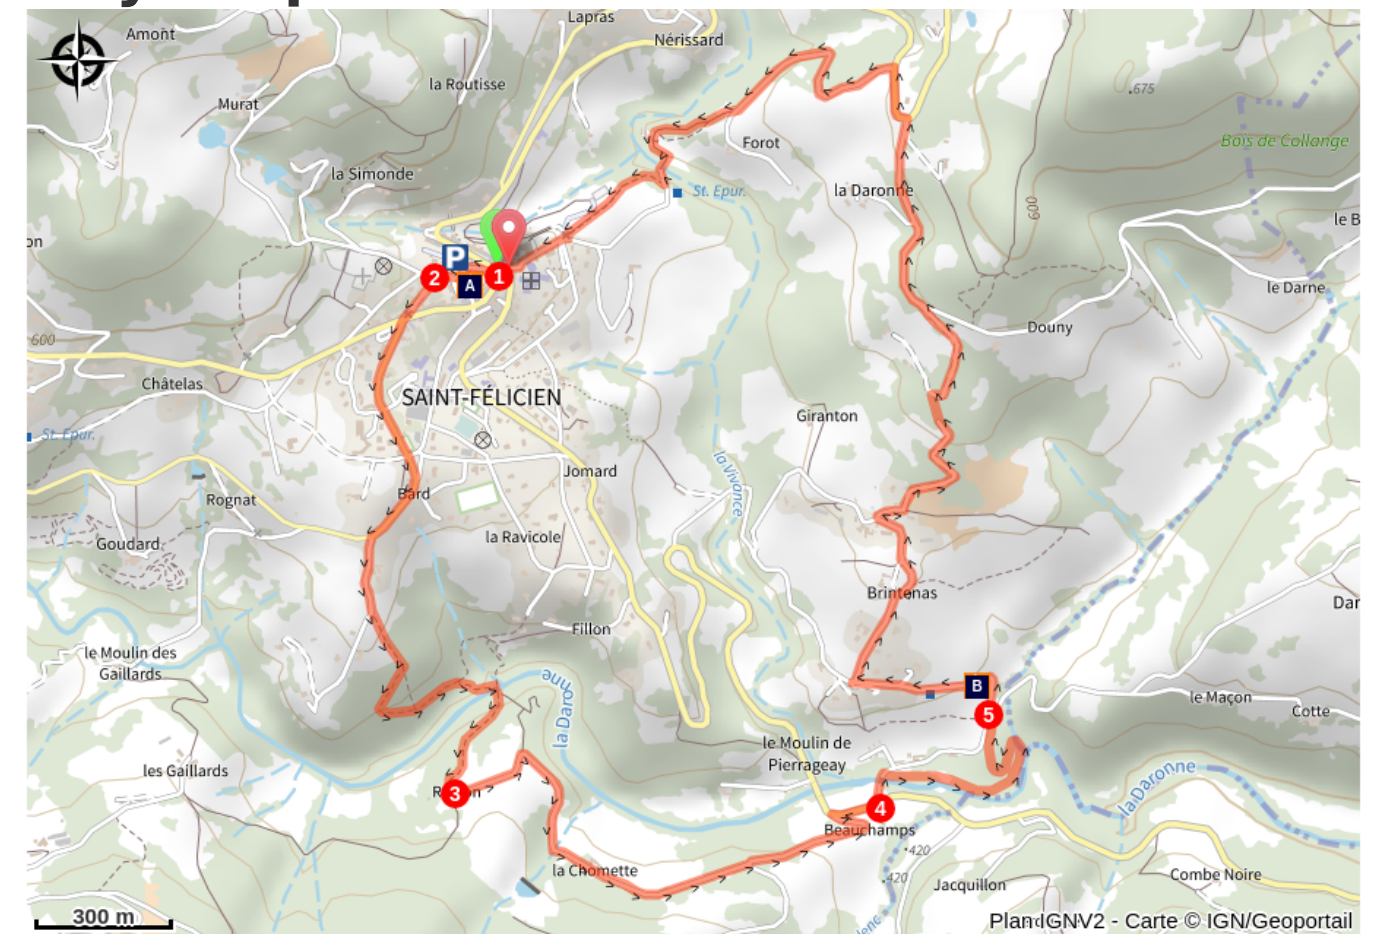 Lapras
Amont
Nérissard
la Routisse
.675
Murat
Bois de Collange
Forot
la Simonde
la Daronne
St. Epur.
600
le B
on
P
2
A
1
le Darne
Douny
600
Châtelas
SAINT-FÉLICIEN
Giranton
St. Epur.
Jomard
la Vivance
Bard
Rognat
la Ravicole
Goudard
Brintenas
Dar
Fillon
le Moulin des
Gaillards
B
le Maçon
Cotte
5
la Daronne
le Moulin de
Pierrageay
les Gaillards
la Daronne
3
4
Beauchamps
420
la Chomette
420
Combe Noire
Jacquillon
300 m
PlanIGNV2 - Carte © IGN/Geoportail